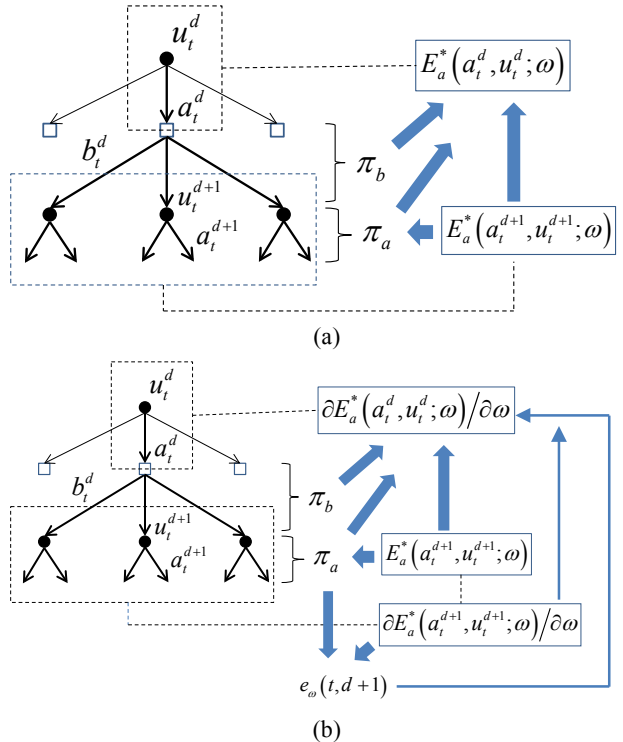 u_t^d
E_a^*(a_t^d, u_t^d; ω)
a_t^d
b_t^d
π_b
u_t^{d+1}
a_t^{d+1}
π_a
E_a^*(a_t^{d+1}, u_t^{d+1}; ω)
(a)
u_t^d
∂E_a^*(a_t^d, u_t^d; ω)/∂ω
a_t^d
b_t^d
π_b
u_t^{d+1}
a_t^{d+1}
π_a
E_a^*(a_t^{d+1}, u_t^{d+1}; ω)
∂E_a^*(a_t^{d+1}, u_t^{d+1}; ω)/∂ω
e_ω(t, d+1)
(b)